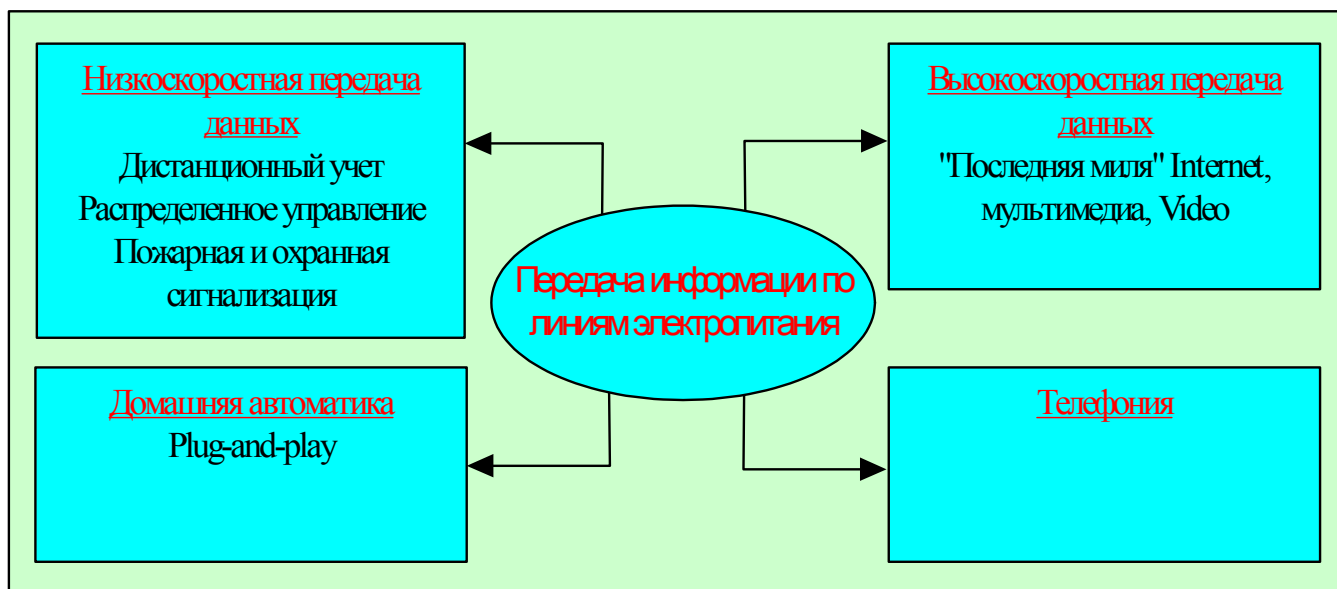 Низкоскоростная передача
данных
Дистанционный учет
Распределенное управление
Пожарная и охранная
сигнализация
Высокоскоростная передача
данных
"Последняя миля" Internet,
мультимедиа, Video
Передача информации по
линиям электропитания
Домашняя автоматика
Plug-and-play
Телефония